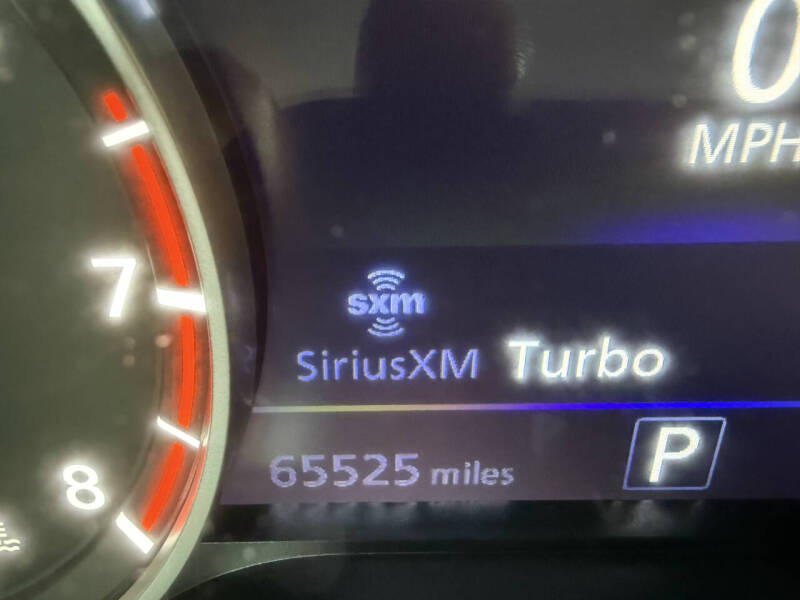 0
MPH
7
sxm
SiriusXM Turbo
65525 miles P
8